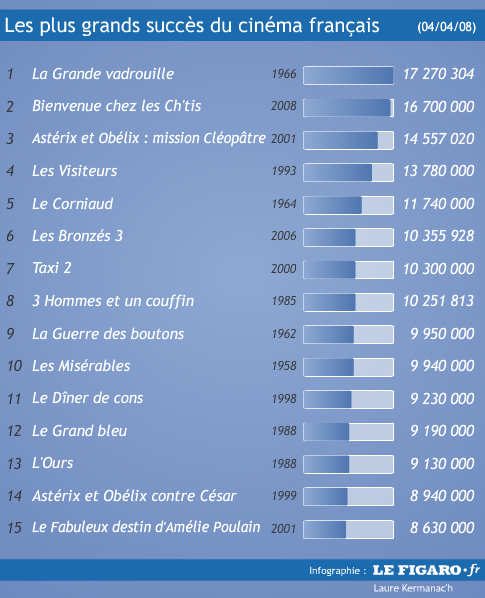 Les plus grands succès du cinéma français (04/04/08)
1 La Grande vadrouille 1966 17 270 304
2 Bienvenue chez les Ch'tis 2008 16 700 000
3 Astérix et Obélix : mission Cléopâtre 2001 14 557 020
4 Les Visiteurs 1993 13 780 000
5 Le Corniaud 1964 11 740 000
6 Les Bronzés 3 2006 10 355 928
7 Taxi 2 2000 10 300 000
8 3 Hommes et un couffin 1985 10 251 813
9 La Guerre des boutons 1962 9 950 000
10 Les Misérables 1958 9 940 000
11 Le Dîner de cons 1998 9 230 000
12 Le Grand bleu 1988 9 190 000
13 L'Ours 1988 9 130 000
14 Astérix et Obélix contre César 1999 8 940 000
15 Le Fabuleux destin d'Amélie Poulain 2001 8 630 000
Infographie : LE FIGARO·fr
Laure Kermanac'h